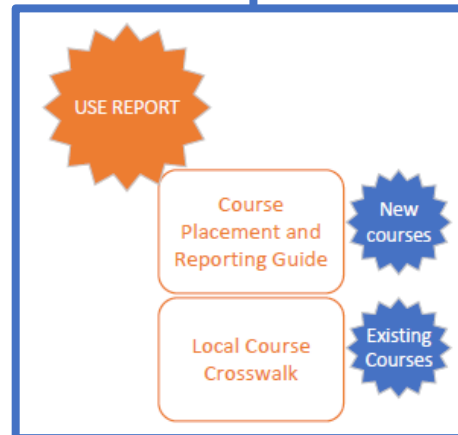 USE REPORT
Course
Placement and
Reporting Guide
New
courses
Local Course
Crosswalk
Existing
Courses